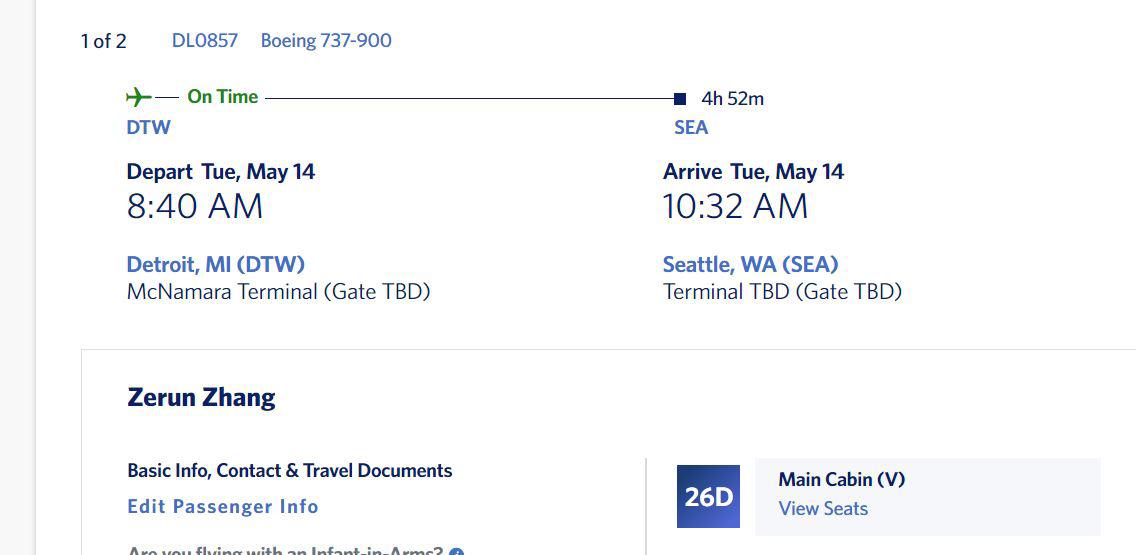 1 of 2 DL0857 Boeing 737-900
On Time 4h 52m
DTW SEA
Depart Tue, May 14 Arrive Tue, May 14
8:40 AM 10:32 AM
Detroit, MI (DTW) Seattle, WA (SEA)
McNamara Terminal (Gate TBD) Terminal TBD (Gate TBD)
Zerun Zhang
Basic Info, Contact & Travel Documents
Edit Passenger Info
Are you flying with an Infant-in-Arms? i
26D
Main Cabin (V)
View Seats